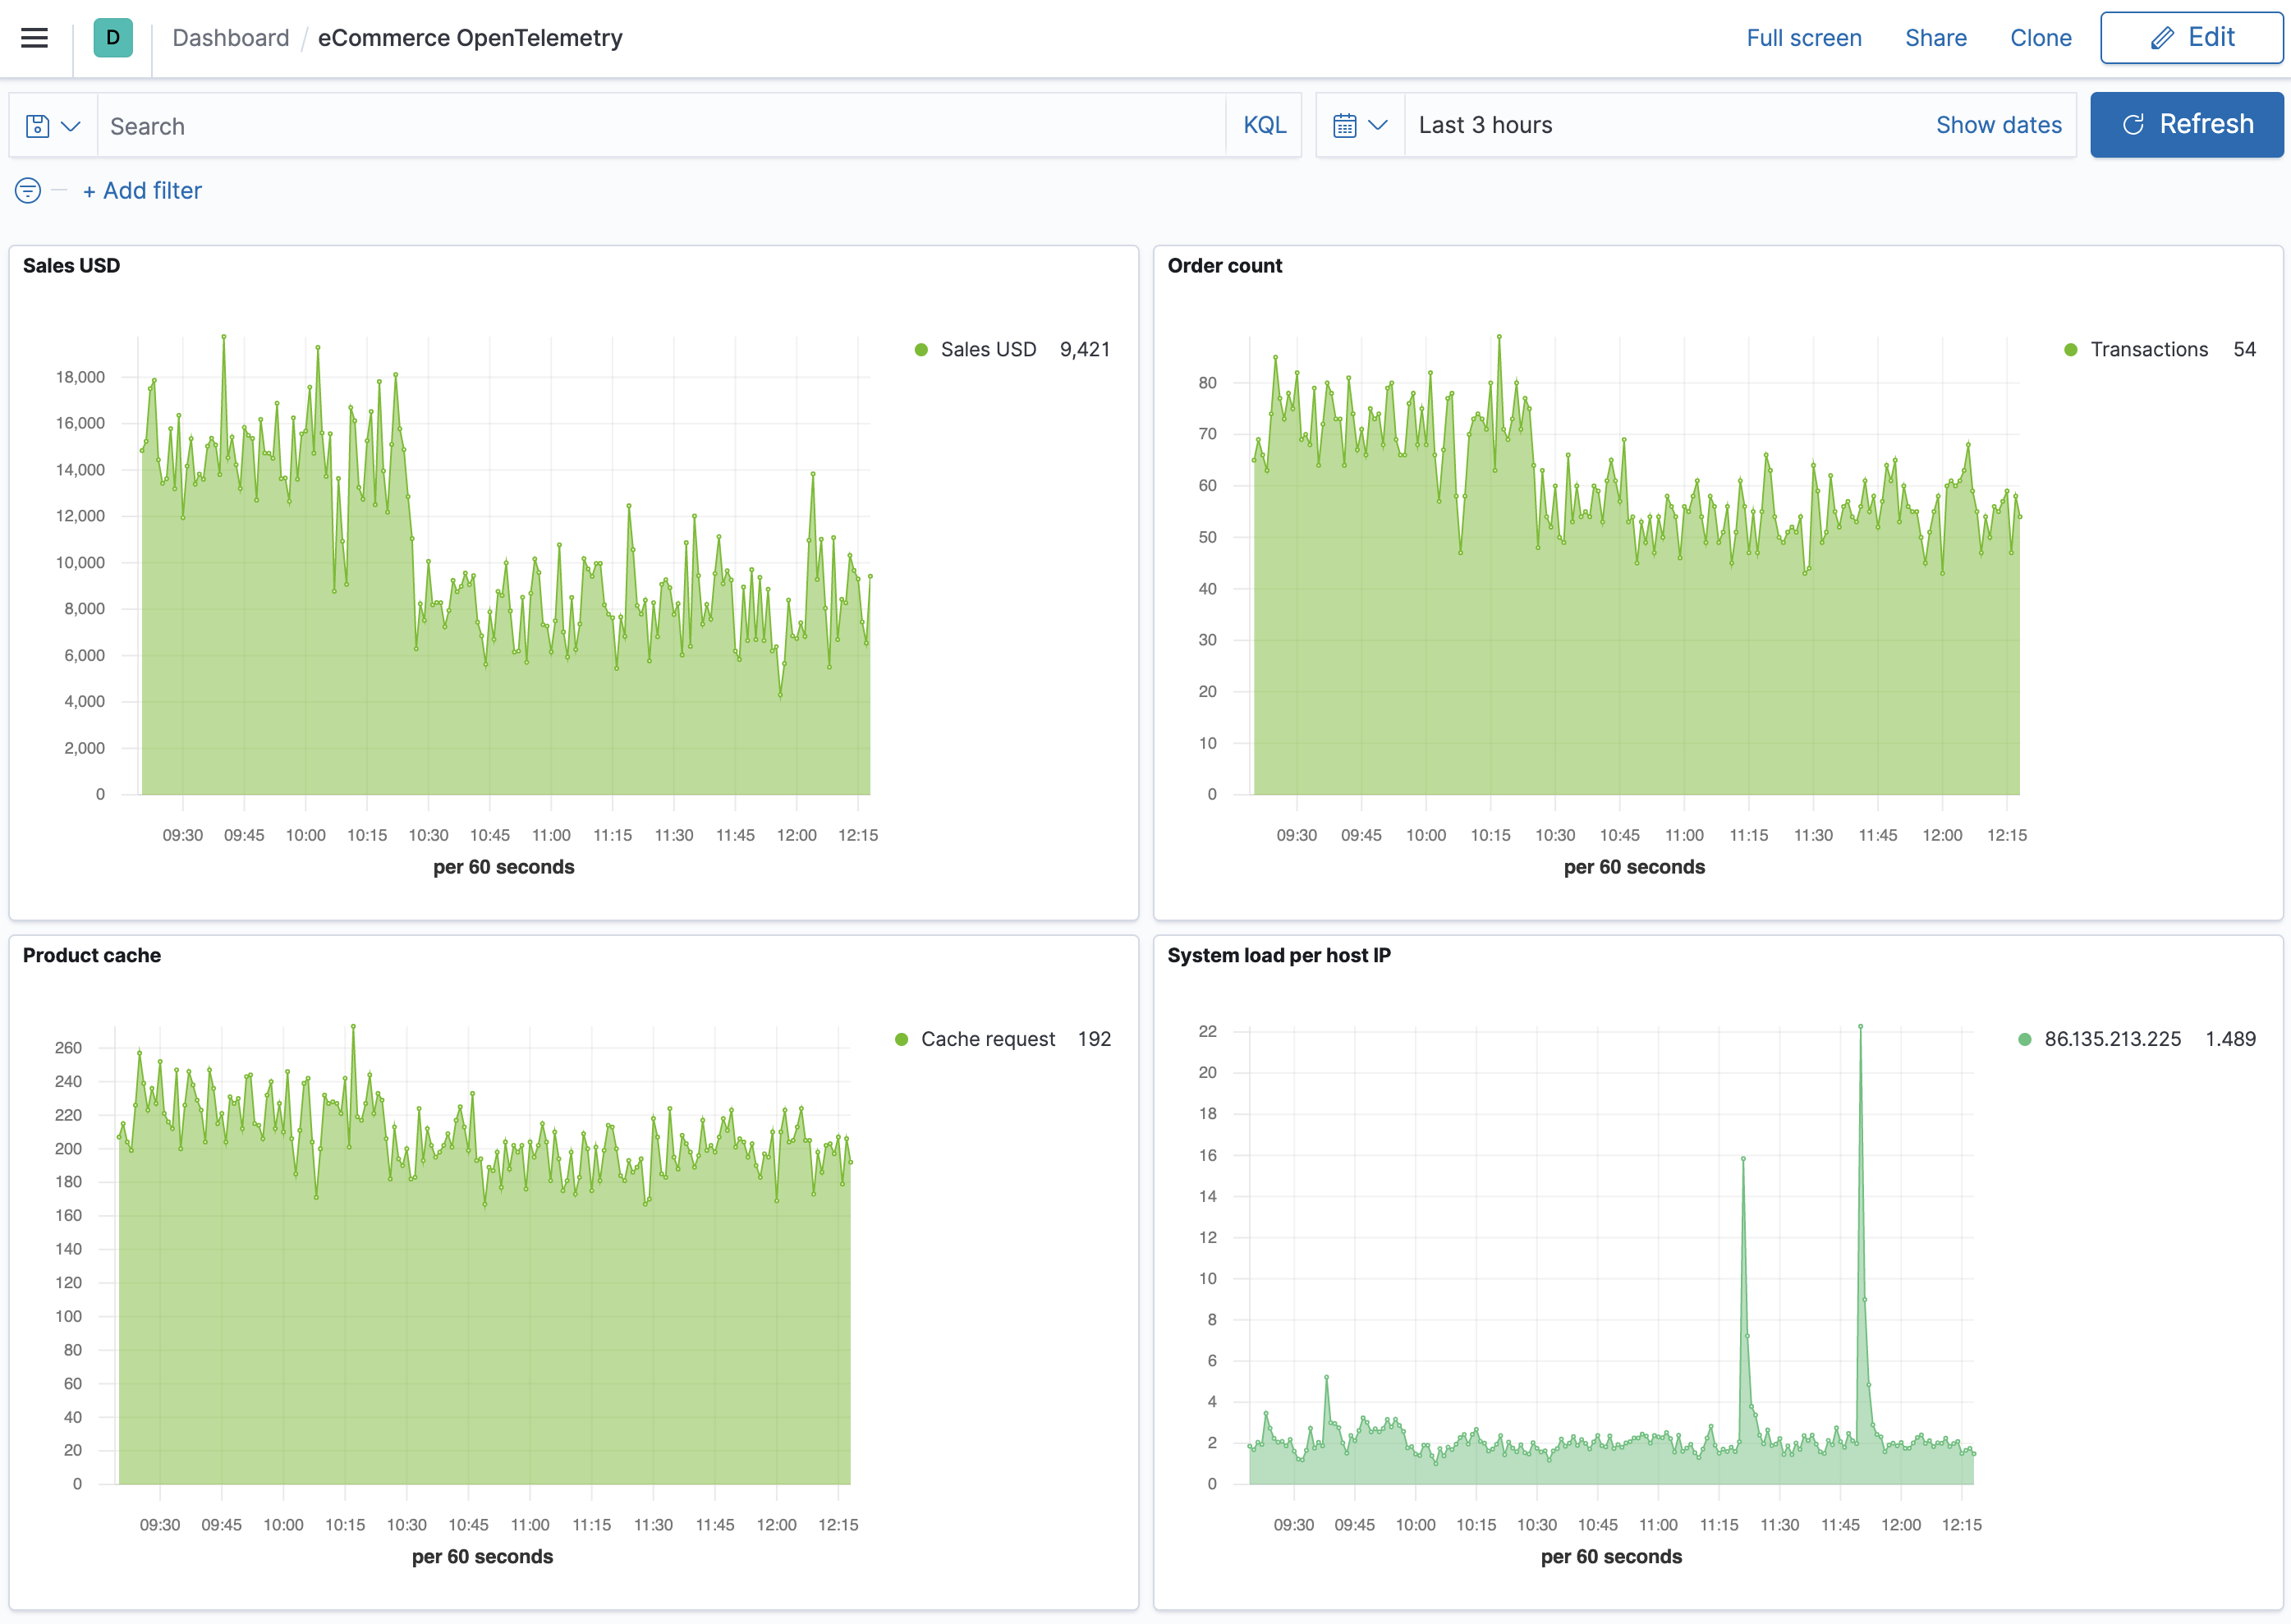 D Dashboard / eCommerce OpenTelemetry Full screen Share Clone Edit
Search KQL Last 3 hours Show dates Refresh
+ Add filter
Sales USD
18,000
16,000
14,000
12,000
10,000
8,000
6,000
4,000
2,000
0
09:30 09:45 10:00 10:15 10:30 10:45 11:00 11:15 11:30 11:45 12:00 12:15
per 60 seconds
Sales USD 9,421
Order count
80
70
60
50
40
30
20
10
0
09:30 09:45 10:00 10:15 10:30 10:45 11:00 11:15 11:30 11:45 12:00 12:15
per 60 seconds
Transactions 54
Product cache
260
240
220
200
180
160
140
120
100
80
60
40
20
0
09:30 09:45 10:00 10:15 10:30 10:45 11:00 11:15 11:30 11:45 12:00 12:15
per 60 seconds
Cache request 192
System load per host IP
22
20
18
16
14
12
10
8
6
4
2
0
09:30 09:45 10:00 10:15 10:30 10:45 11:00 11:15 11:30 11:45 12:00 12:15
per 60 seconds
86.135.213.225 1.489